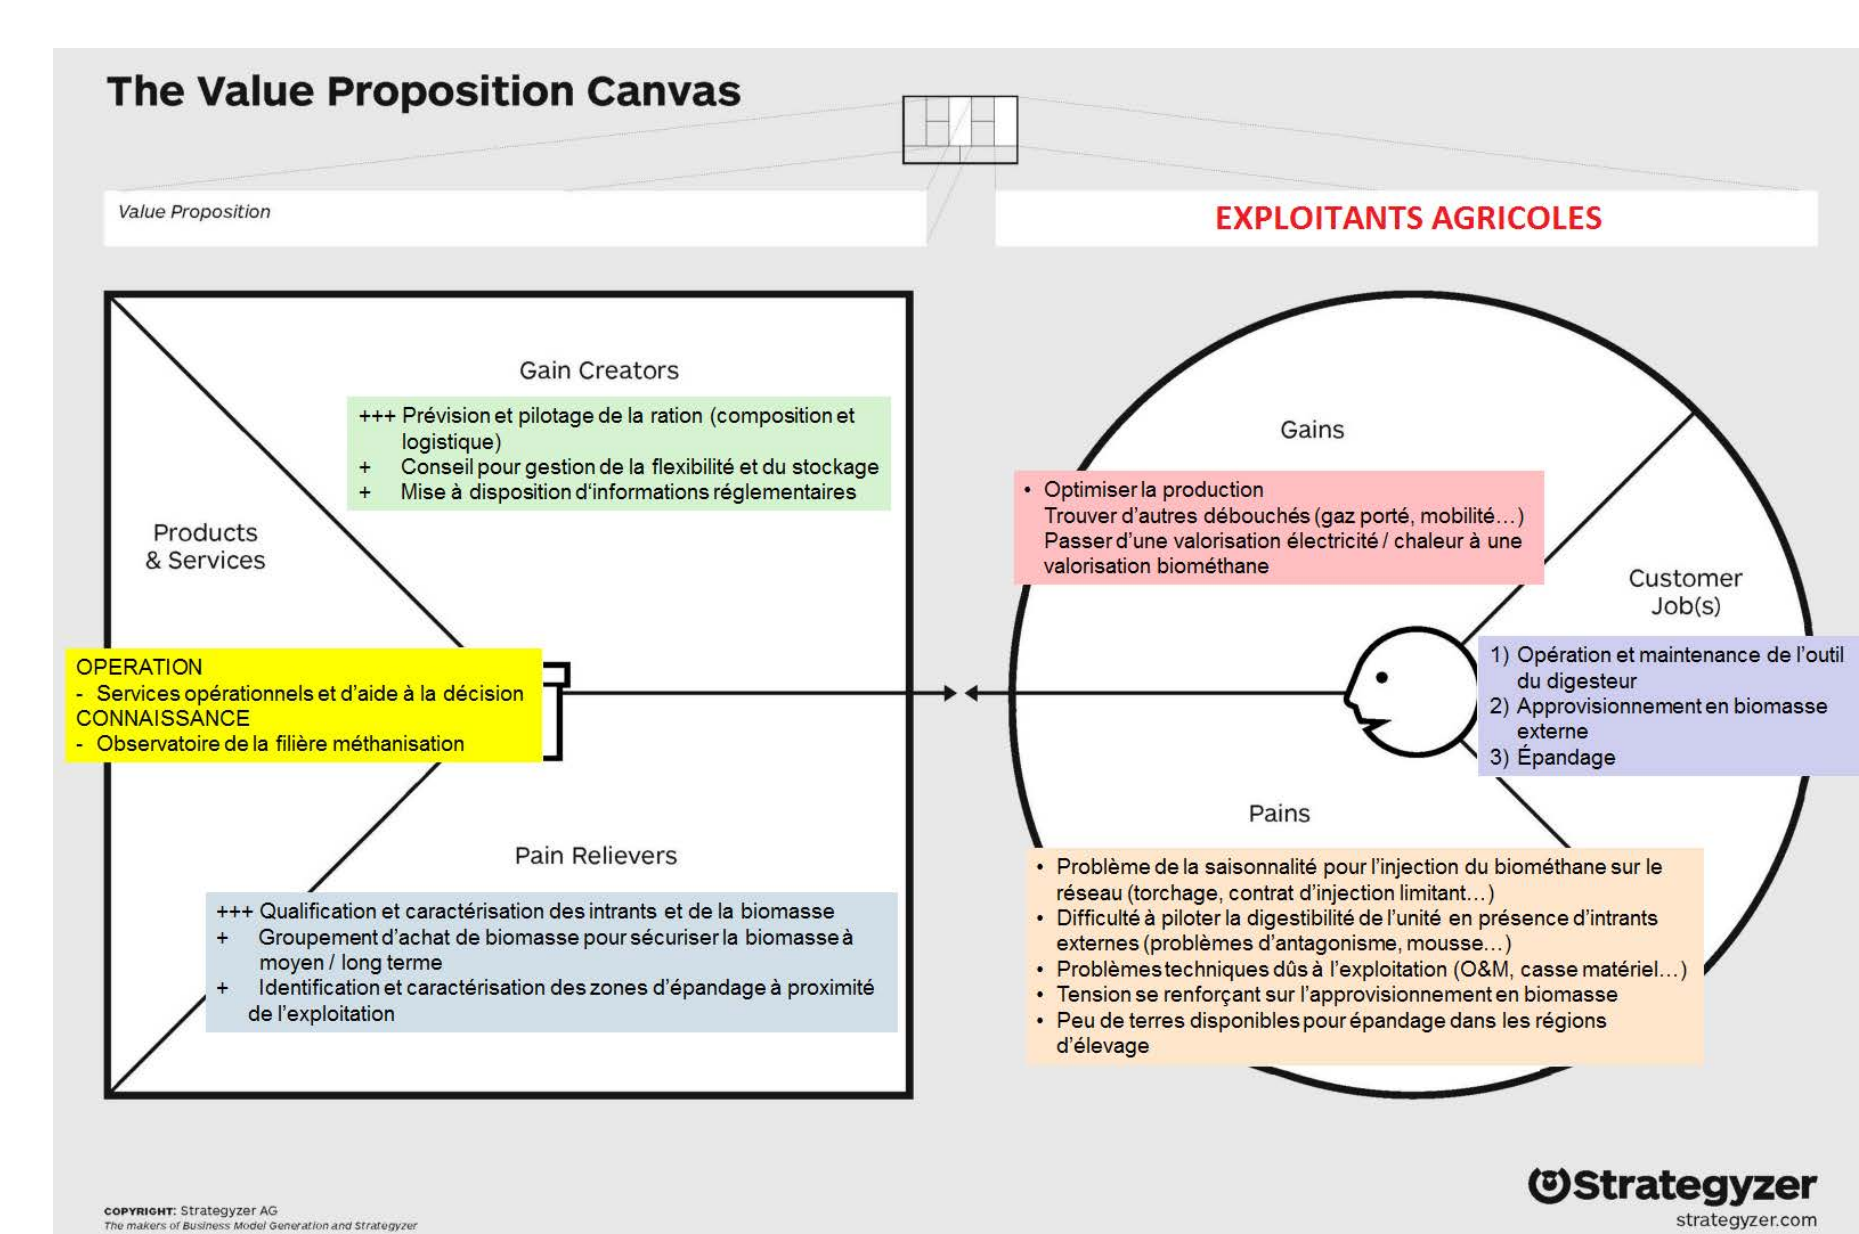 The Value Proposition Canvas
Value Proposition
EXPLOITANTS AGRICOLES
Gain Creators
+++ Prévision et pilotage de la ration (composition et
logistique)
+ Conseil pour gestion de la flexibilité et du stockage
+ Mise à disposition d'informations réglementaires
Products
& Services
OPERATION
- Services opérationnels et d'aide à la décision
CONNAISSANCE
- Observatoire de la filière méthanisation
Pain Relievers
+++ Qualification et caractérisation des intrants et de la biomasse
+ Groupement d'achat de biomasse pour sécuriser la biomasse à
moyen / long terme
+ Identification et caractérisation des zones d'épandage à proximité
de l'exploitation
Gains
• Optimiser la production
Trouver d'autres débouchés (gaz porté, mobilité…)
Passer d'une valorisation électricité / chaleur à une
valorisation biométhane
Customer
Job(s)
1) Opération et maintenance de l'outil
du digesteur
2) Approvisionnement en biomasse
externe
3) Épandage
Pains
• Problème de la saisonnalité pour l'injection du biométhane sur le
réseau (torchage, contrat d'injection limitant…)
• Difficulté à piloter la digestibilité de l'unité en présence d'intrants
externes (problèmes d'antagonisme, mousse…)
• Problèmes techniques dûs à l'exploitation (O&M, casse matériel…)
• Tension se renforçant sur l'approvisionnement en biomasse
• Peu de terres disponibles pour épandage dans les régions
d'élevage
COPYRIGHT: Strategyzer AG
The makers of Business Model Generation and Strategyzer
Strategyzer
strategyzer.com